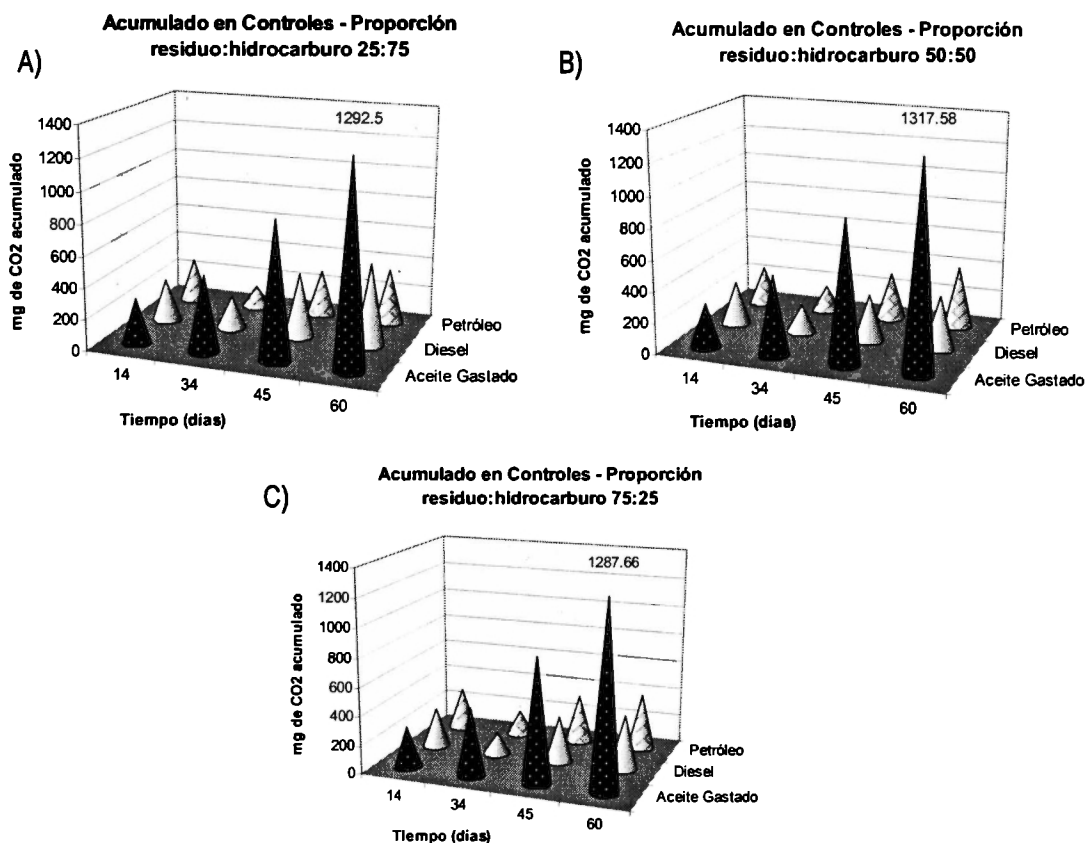 Acumulado en Controles - Proporción
residuo:hidrocarburo 25:75
A)
1292.5
1400
1200
1000
800
600
400
200
0
mg de CO2 acumulado
14
34
45
60
Tiempo (días)
Petróleo
Diesel
Aceite Gastado
Acumulado en Controles - Proporción
residuo:hidrocarburo 50:50
B)
1317.58
1400
1200
1000
800
600
400
200
0
mg de CO2 acumulado
14
34
45
60
Tiempo (días)
Petróleo
Diesel
Aceite Gastado
Acumulado en Controles - Proporción
residuo:hidrocarburo 75:25
C)
1287.66
1400
1200
1000
800
600
400
200
0
mg de CO2 acumulado
14
34
45
60
Tiempo (días)
Petróleo
Diesel
Aceite Gastado